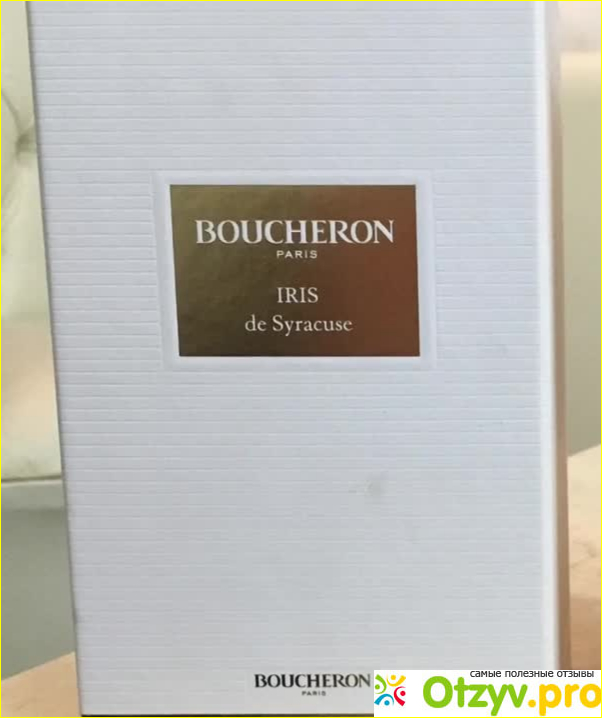 BOUCHERON
PARIS
IRIS
de Syracuse
BOUCHERON
PARIS
самые полезные отзывы
Otzyv.pro